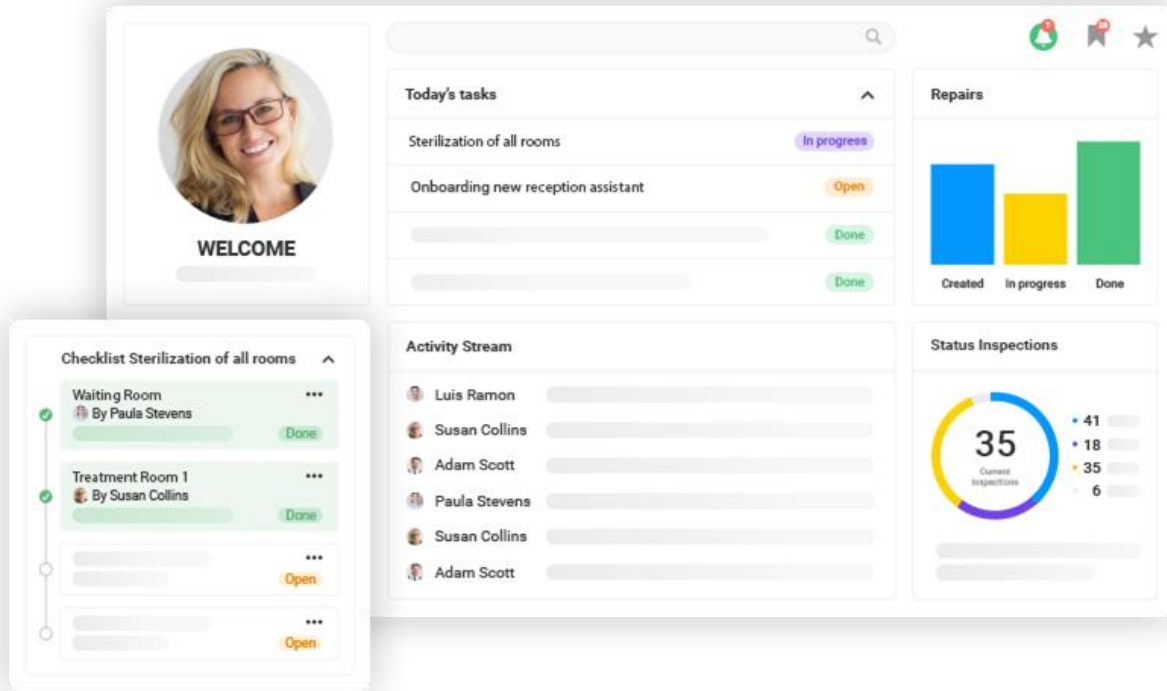 WELCOME
Today's tasks
Sterilization of all rooms
In progress
Onboarding new reception assistant
Open
Done
Done
Repairs
Created
In progress
Done
Checklist Sterilization of all rooms
Waiting Room
By Paula Stevens
Done
Treatment Room 1
By Susan Collins
Done
Open
Open
Activity Stream
Luis Ramon
Susan Collins
Adam Scott
Paula Stevens
Susan Collins
Adam Scott
Status Inspections
35
Current
Inspections
41
18
35
6